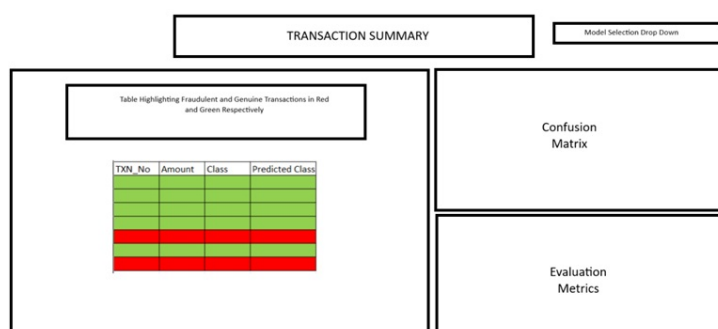 TRANSACTION SUMMARY
Model Selection Drop Down
Table Highlighting Fraudulent and Genuine Transactions in Red
and Green Respectively
TXN_No Amount Class Predicted Class
Confusion
Matrix
Evaluation
Metrics